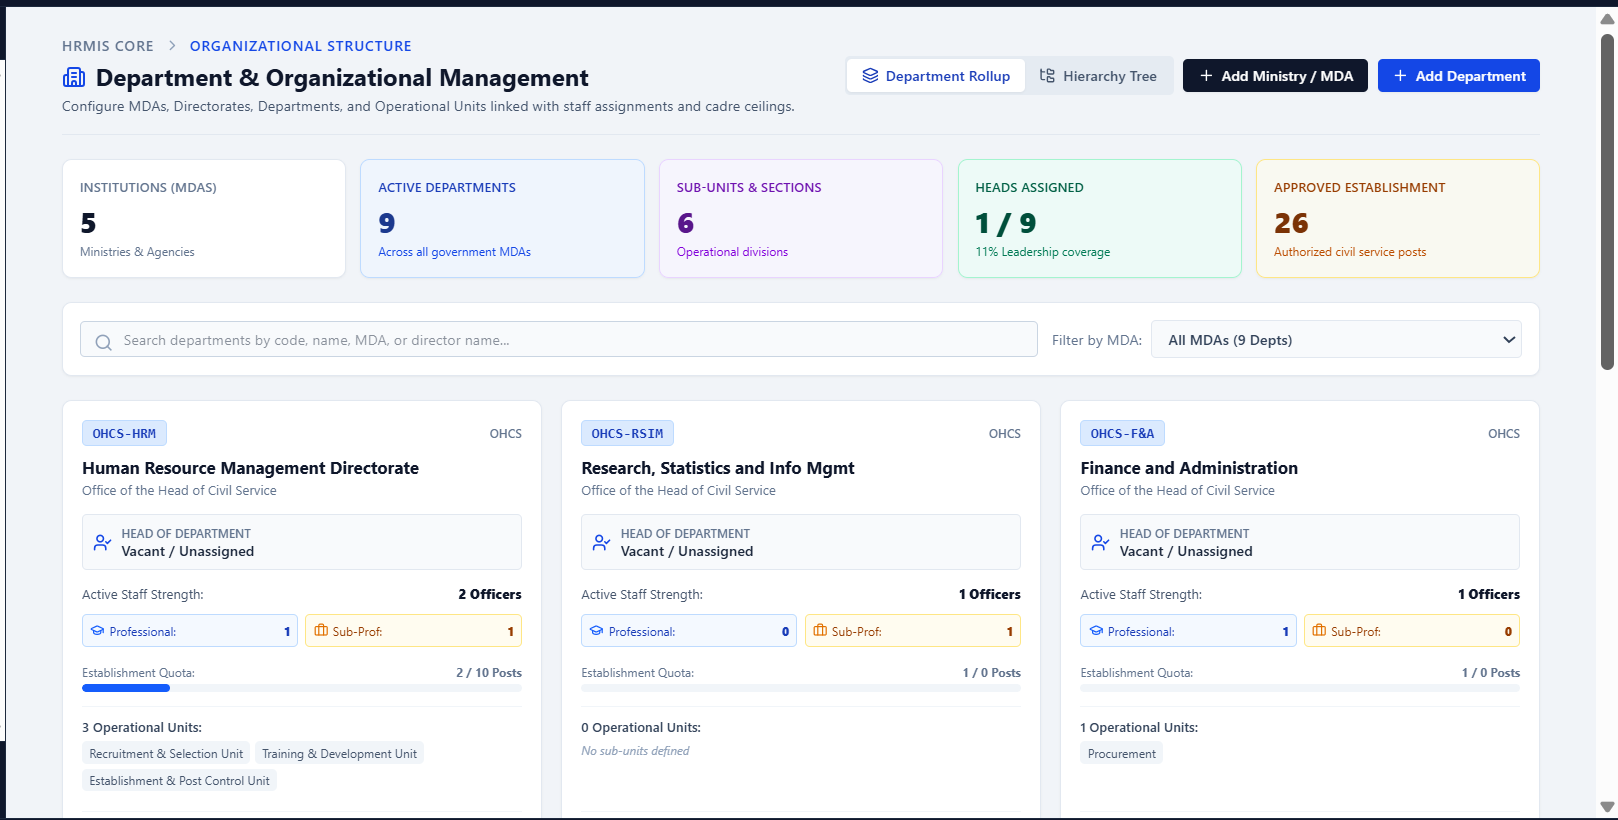 HRMIS CORE > ORGANIZATIONAL STRUCTURE
Department & Organizational Management
Configure MDAs, Directorates, Departments, and Operational Units linked with staff assignments and cadre ceilings.
Department Rollup
Hierarchy Tree
+ Add Ministry / MDA
+ Add Department
INSTITUTIONS (MDAS)
5
Ministries & Agencies
ACTIVE DEPARTMENTS
9
Across all government MDAs
SUB-UNITS & SECTIONS
6
Operational divisions
HEADS ASSIGNED
1 / 9
11% Leadership coverage
APPROVED ESTABLISHMENT
26
Authorized civil service posts
Search departments by code, name, MDA, or director name...
Filter by MDA:
All MDAs (9 Depts)
OHCS-HRM
OHCS
Human Resource Management Directorate
Office of the Head of Civil Service
HEAD OF DEPARTMENT
Vacant / Unassigned
Active Staff Strength: 2 Officers
Professional: 1
Sub-Prof: 1
Establishment Quota: 2 / 10 Posts
3 Operational Units:
Recruitment & Selection Unit
Training & Development Unit
Establishment & Post Control Unit
OHCS-RSIM
OHCS
Research, Statistics and Info Mgmt
Office of the Head of Civil Service
HEAD OF DEPARTMENT
Vacant / Unassigned
Active Staff Strength: 1 Officers
Professional: 0
Sub-Prof: 1
Establishment Quota: 1 / 0 Posts
0 Operational Units:
No sub-units defined
OHCS-F&A
OHCS
Finance and Administration
Office of the Head of Civil Service
HEAD OF DEPARTMENT
Vacant / Unassigned
Active Staff Strength: 1 Officers
Professional: 1
Sub-Prof: 0
Establishment Quota: 1 / 0 Posts
1 Operational Units:
Procurement